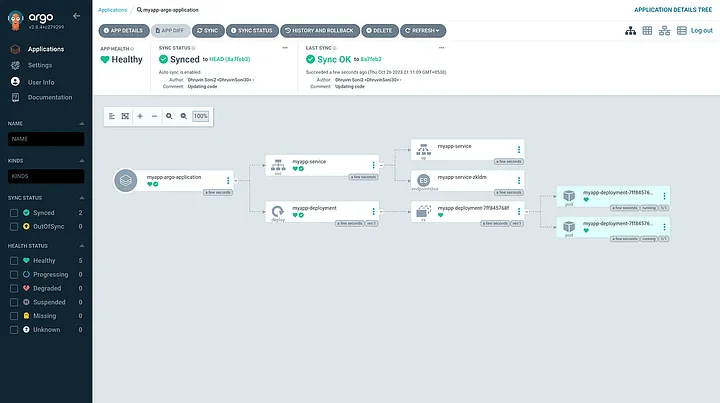 argo
v2.8.4+c279299
Applications
Settings
User Info
Documentation
NAME
NAME
KINDS
KINDS
SYNC STATUS
Synced 2
OutOfSync 0
HEALTH STATUS
Healthy 5
Progressing 0
Degraded 0
Suspended 0
Missing 0
Unknown 0
Applications / myapp-argo-application
APPLICATION DETAILS TREE
APP DETAILS
APP DIFF
SYNC
SYNC STATUS
HISTORY AND ROLLBACK
DELETE
REFRESH
Log out
APP HEALTH
Healthy
SYNC STATUS
Synced to HEAD (8a7feb3)
Auto sync is enabled.
Author: Dhruvin Soni2 <DhruvinSoni30> -
Comment: Updating code
LAST SYNC
Sync OK to 8a7feb3
Succeeded a few seconds ago (Thu Oct 26 2023 21:11:09 GMT+0530)
Author: Dhruvin Soni2 <DhruvinSoni30> -
Comment: Updating code
100%
myapp-argo-application
a few seconds
myapp-service
svc
a few seconds
myapp-deployment
deploy
a few seconds
rev:1
myapp-service
ep
a few seconds
myapp-service-zkldm
ES
endpointslice
a few seconds
myapp-deployment-7ff845768f
rs
a few seconds
rev:1
myapp-deployment-7ff84576...
pod
a few seconds
running
1/1
myapp-deployment-7ff84576...
pod
a few seconds
running
1/1